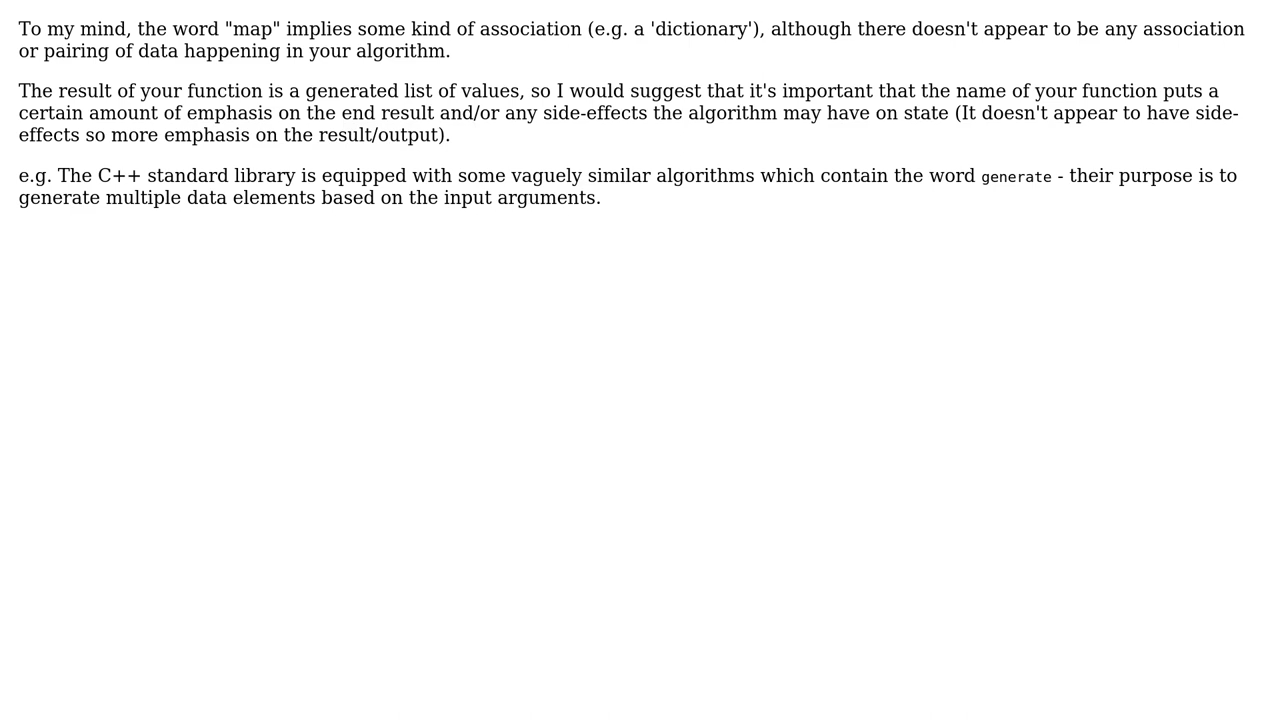 To my mind, the word "map" implies some kind of association (e.g. a 'dictionary'), although there doesn't appear to be any association
or pairing of data happening in your algorithm.
The result of your function is a generated list of values, so I would suggest that it's important that the name of your function puts a
certain amount of emphasis on the end result and/or any side-effects the algorithm may have on state (It doesn't appear to have side-
effects so more emphasis on the result/output).
e.g. The C++ standard library is equipped with some vaguely similar algorithms which contain the word generate - their purpose is to
generate multiple data elements based on the input arguments.